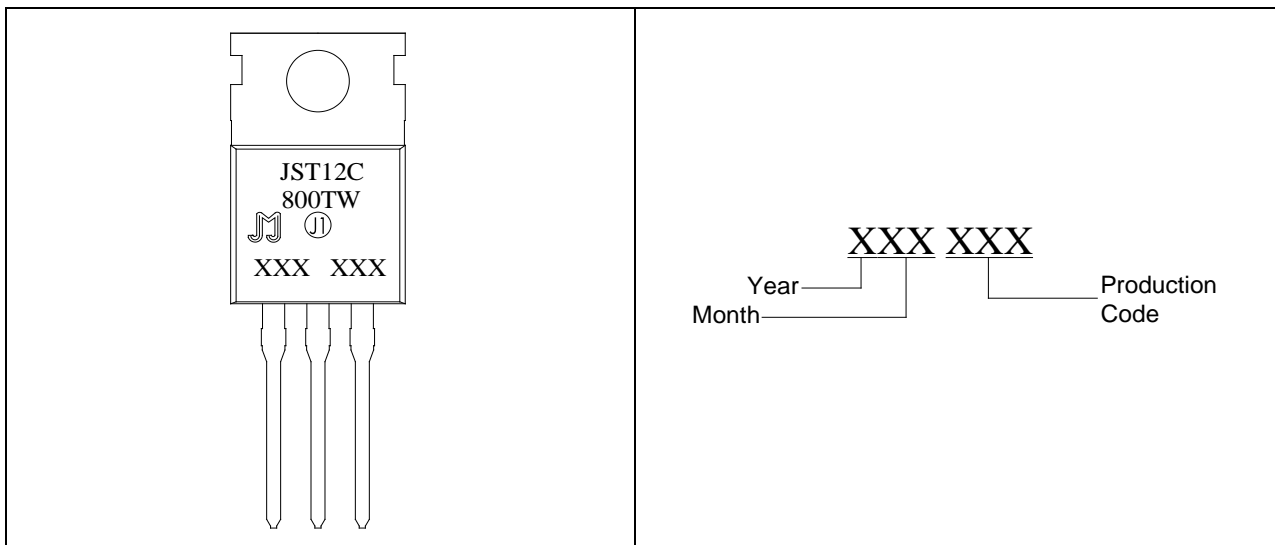 JST12C
800TW
J1
XXX XXX
XXX XXX
Year
Month
Production
Code